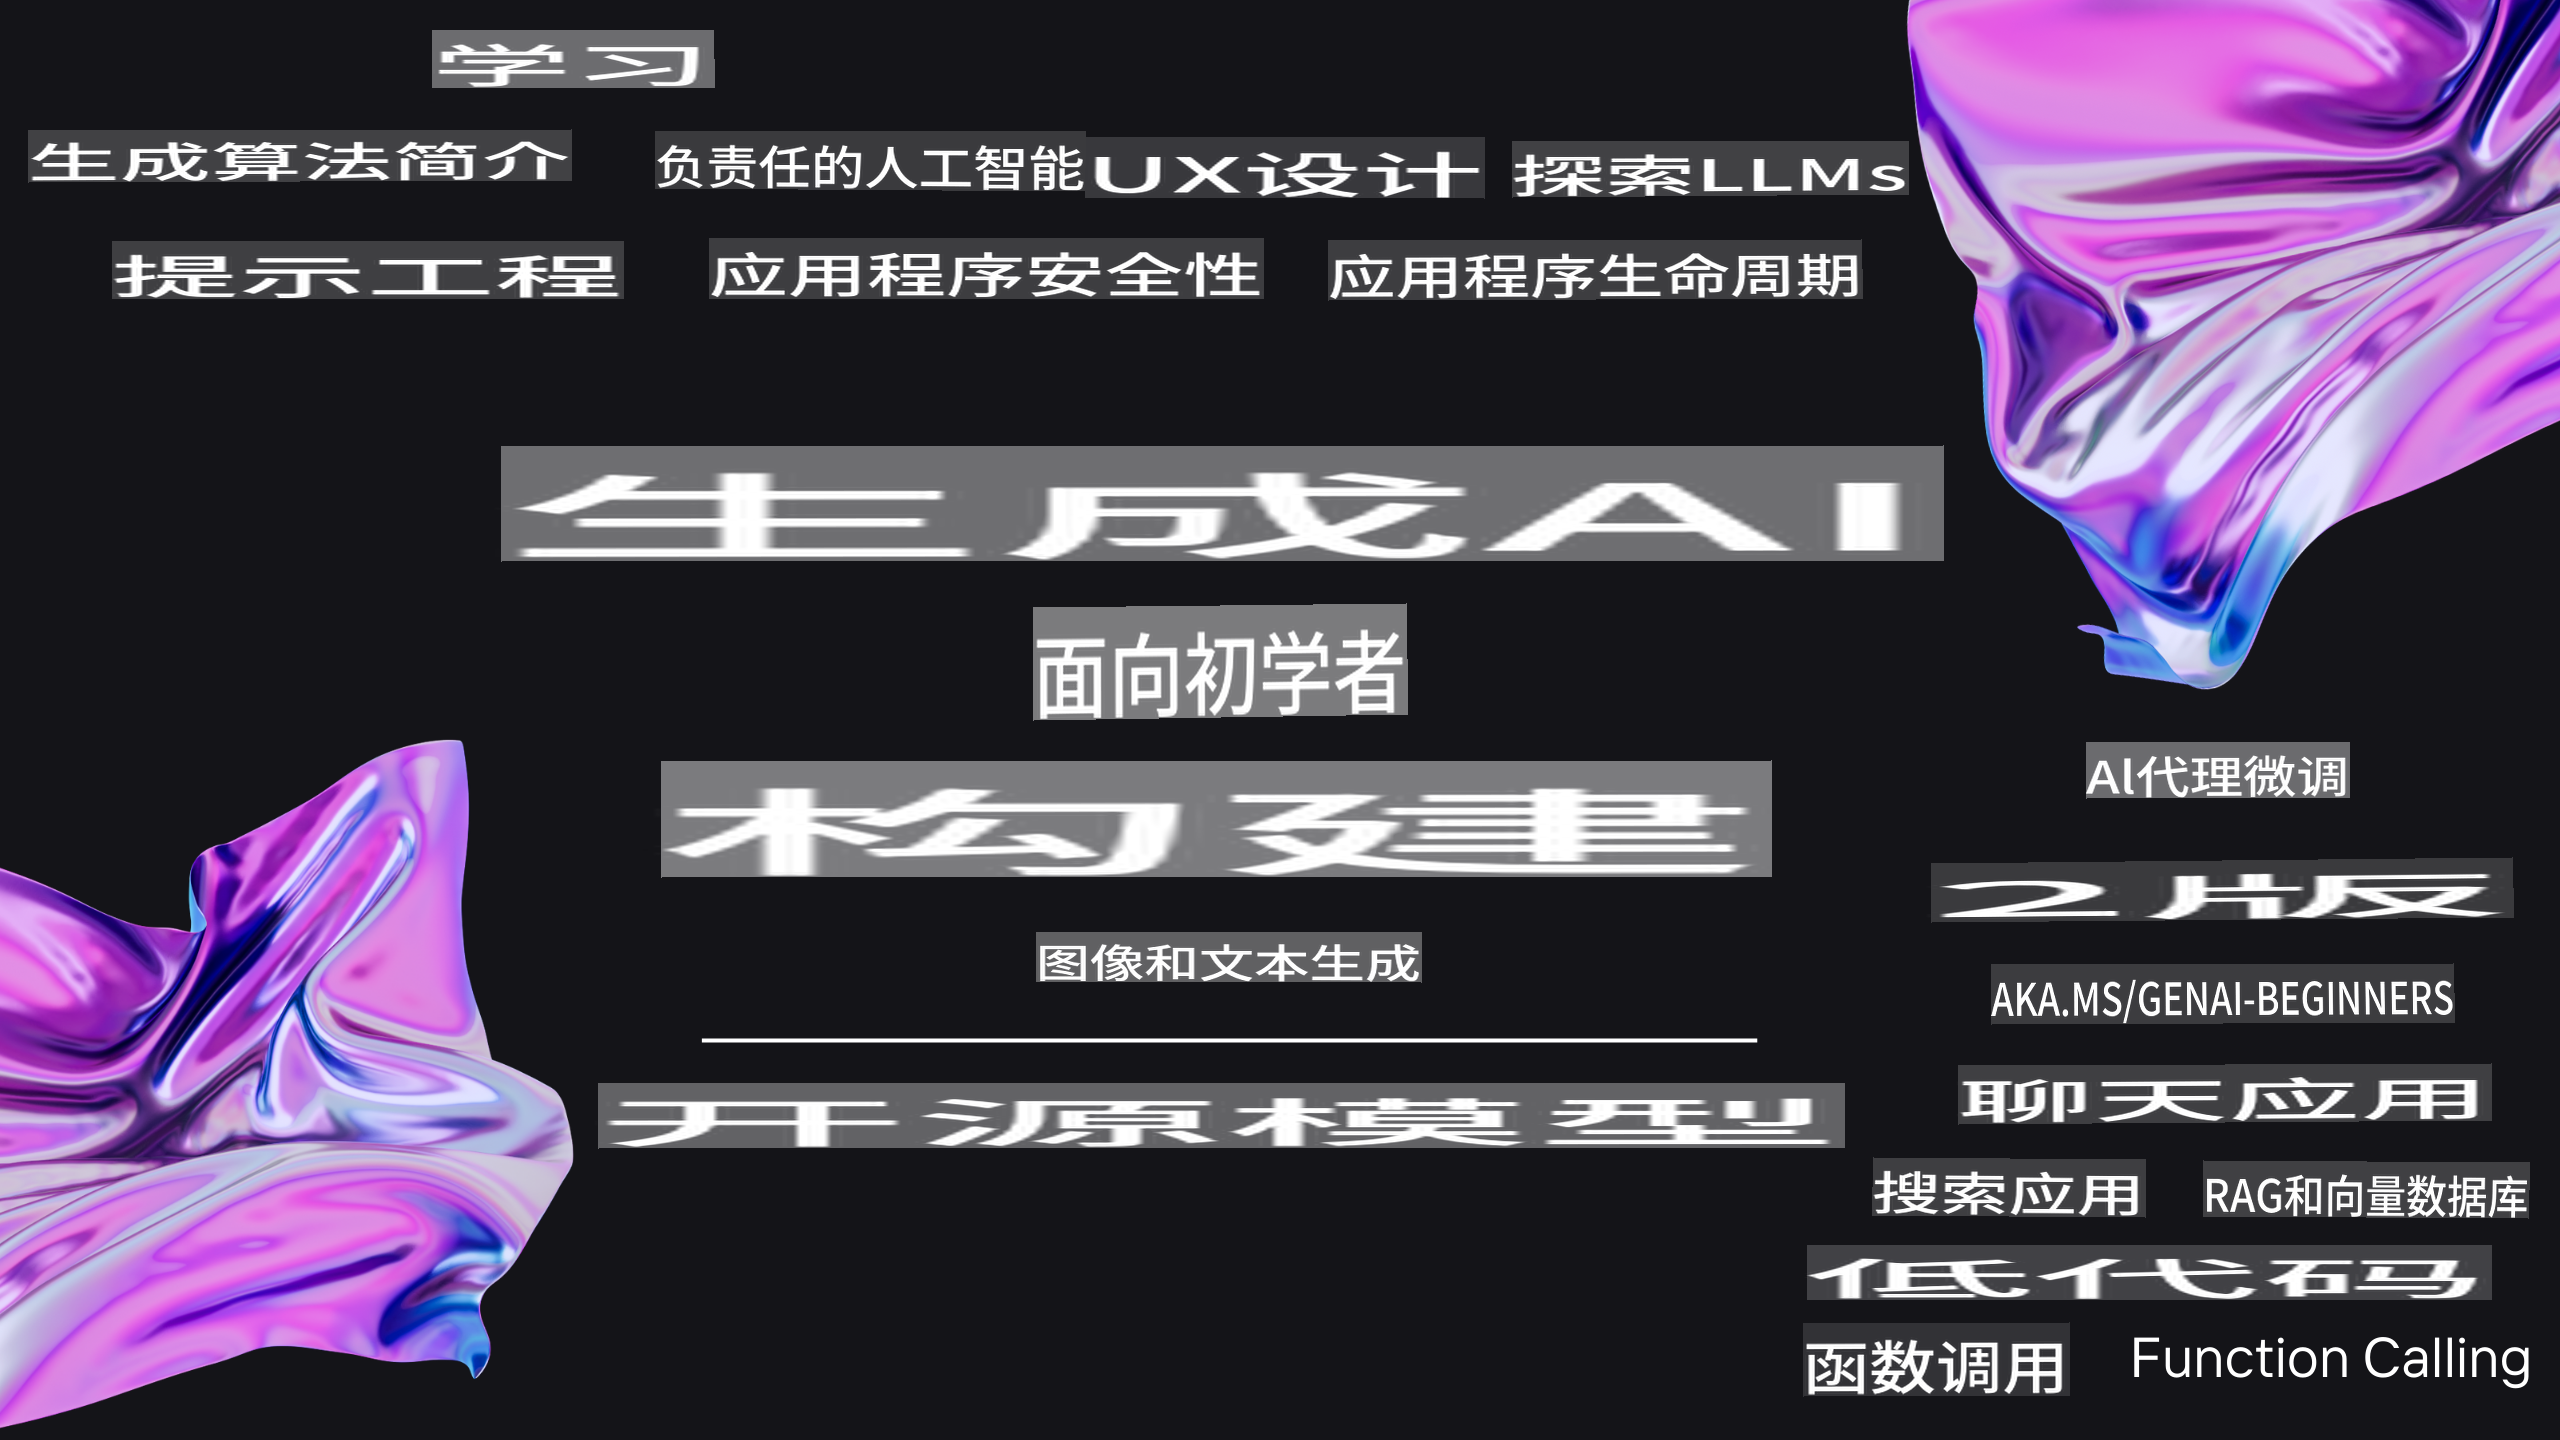 学习
生成算法简介 负责任的人工智能 UX设计 探索LLMs
提示工程 应用程序安全性 应用程序生命周期
生成AI
面向初学者
构建
图像和文本生成
开源模型
AI代理微调
2 版
AKA.MS/GENAI-BEGINNERS
聊天应用
搜索应用 RAG和向量数据库
低代码
函数调用 Function Calling